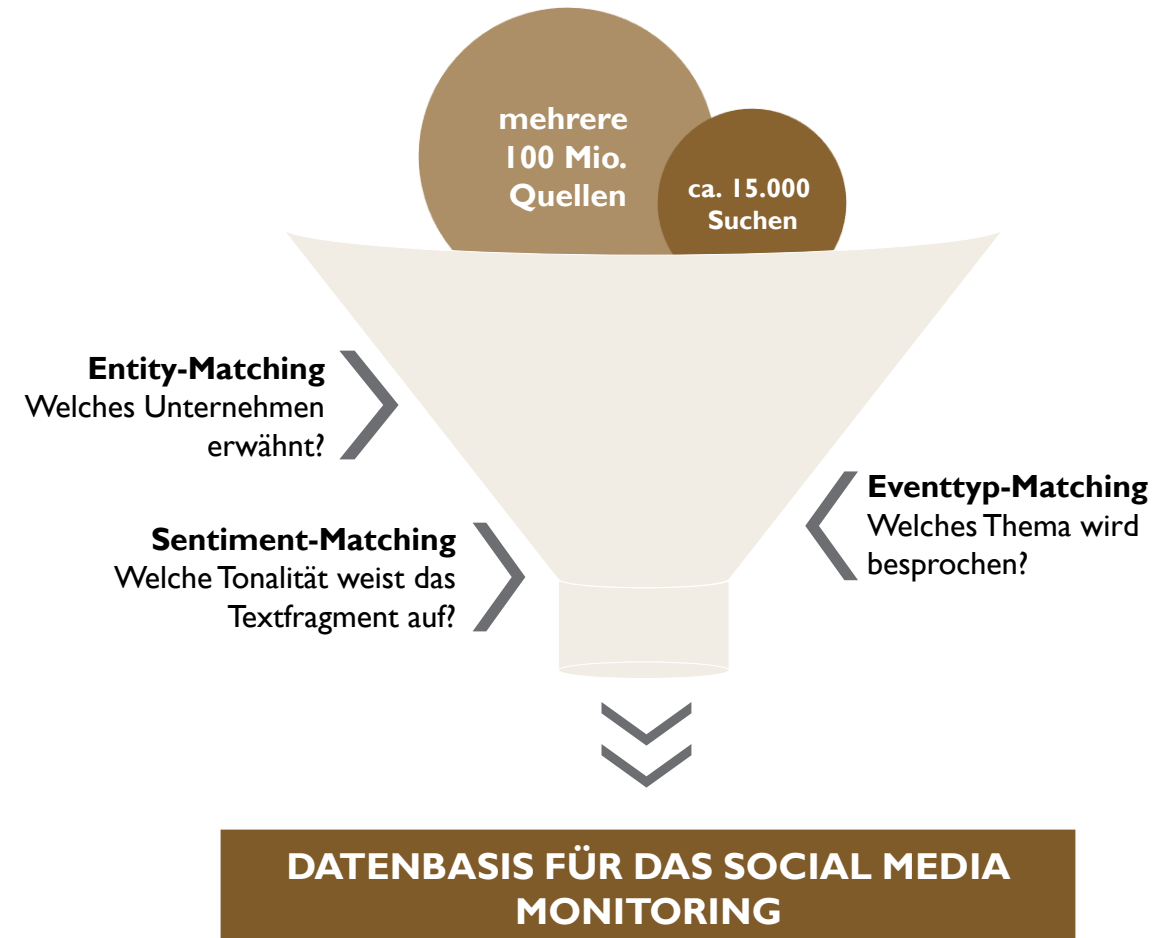 mehrere
100 Mio.
Quellen
ca. 15.000
Suchen
Entity-Matching
Welches Unternehmen
erwähnt?
Eventtyp-Matching
Welches Thema wird
besprochen?
Sentiment-Matching
Welche Tonalität weist das
Textfragment auf?
DATENBASIS FÜR DAS SOCIAL MEDIA
MONITORING